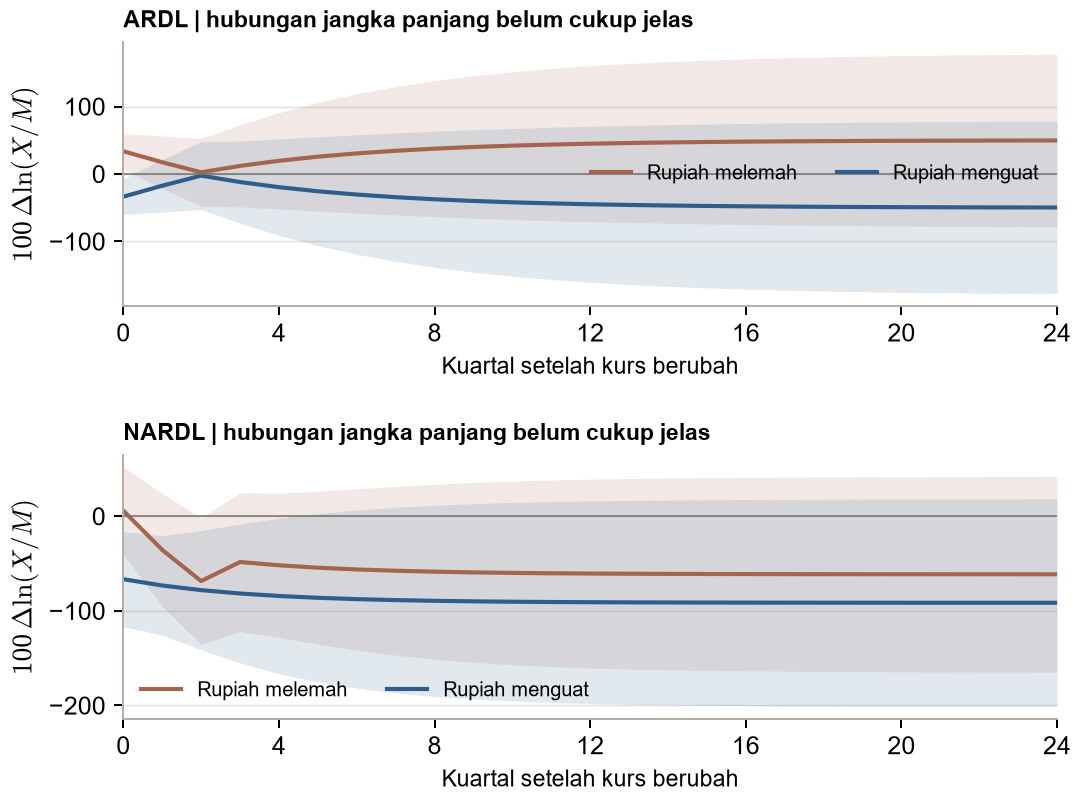 ARDL | hubungan jangka panjang belum cukup jelas
100 Δln(X/M)
100
0
−100
Rupiah melemah
Rupiah menguat
0 4 8 12 16 20 24
Kuartal setelah kurs berubah
NARDL | hubungan jangka panjang belum cukup jelas
100 Δln(X/M)
0
−100
−200
Rupiah melemah
Rupiah menguat
0 4 8 12 16 20 24
Kuartal setelah kurs berubah